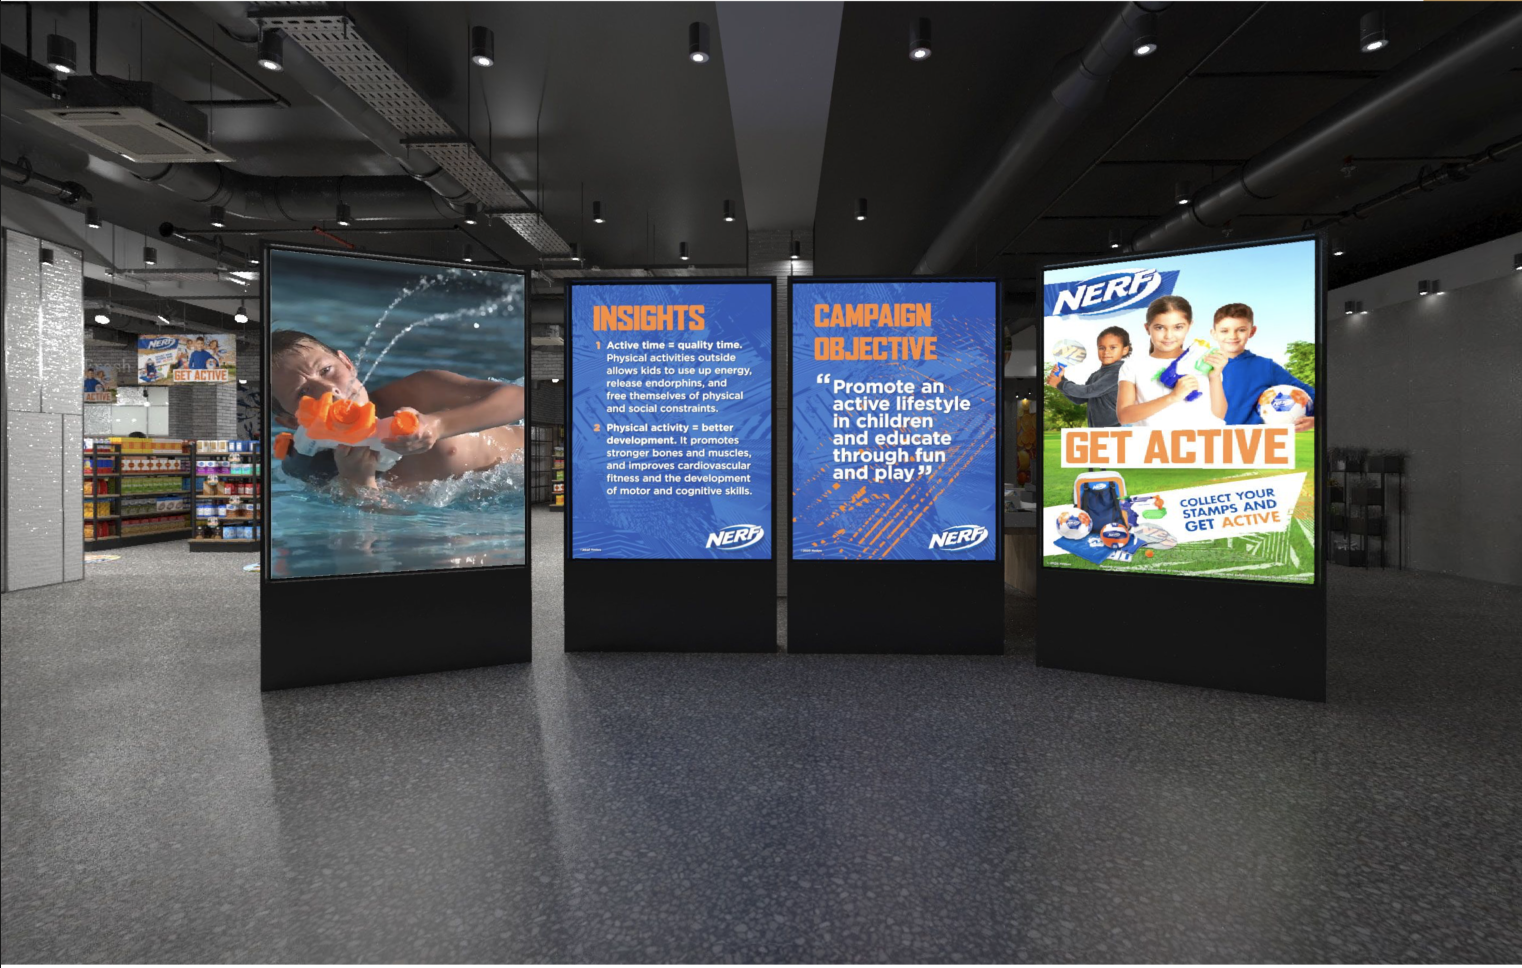 NERF
GET ACTIVE
ACTIVE
INSIGHTS
1 Active time = quality time.
Physical activities outside
allows kids to use up energy,
release endorphins, and
free themselves of physical
and social constraints.
2 Physical activity = better
development. It promotes
stronger bones and muscles,
and improves cardiovascular
fitness and the development
of motor and cognitive skills.
NERF
CAMPAIGN
OBJECTIVE
“Promote an
active lifestyle
in children
and educate
through fun
and play”
NERF
NERF
GET ACTIVE
COLLECT YOUR
STAMPS AND
GET ACTIVE